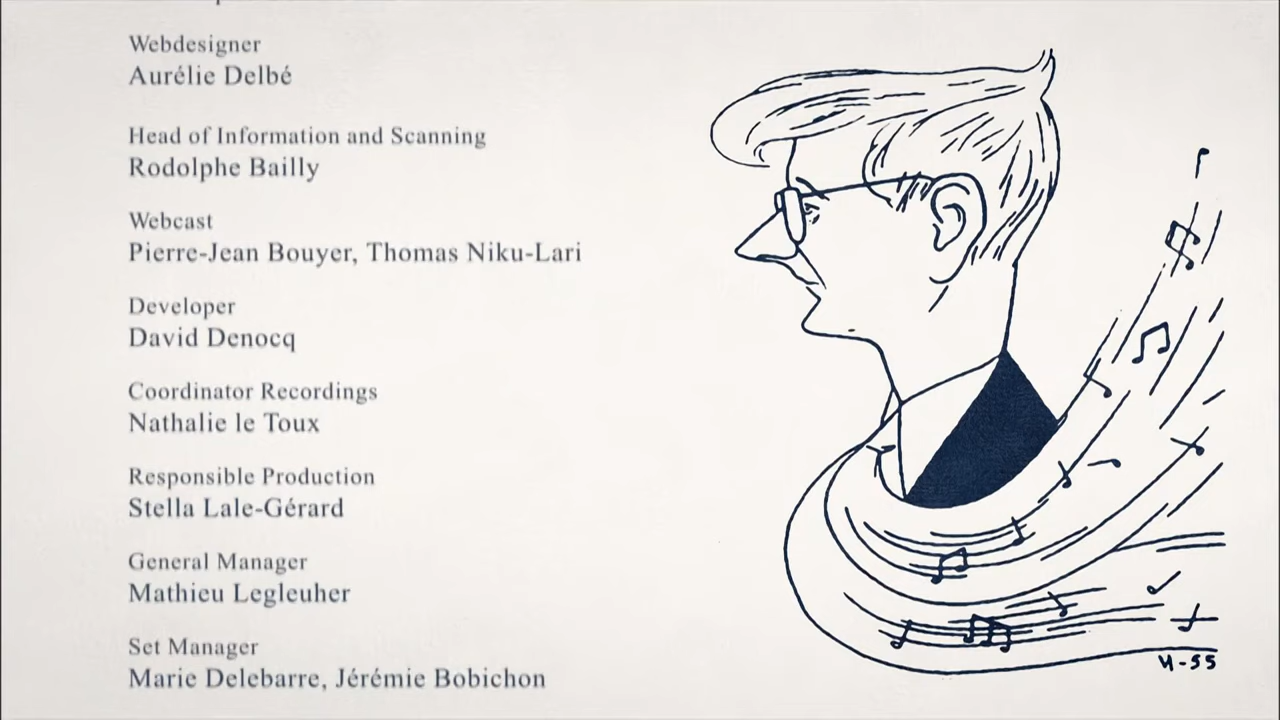 Webdesigner
Aurélie Delbé
Head of Information and Scanning
Rodolphe Bailly
Webcast
Pierre-Jean Bouyer, Thomas Niku-Lari
Developer
David Denocq
Coordinator Recordings
Nathalie le Toux
Responsible Production
Stella Lale-Gérard
General Manager
Mathieu Legleuher
Set Manager
Marie Delebarre, Jérémie Bobichon